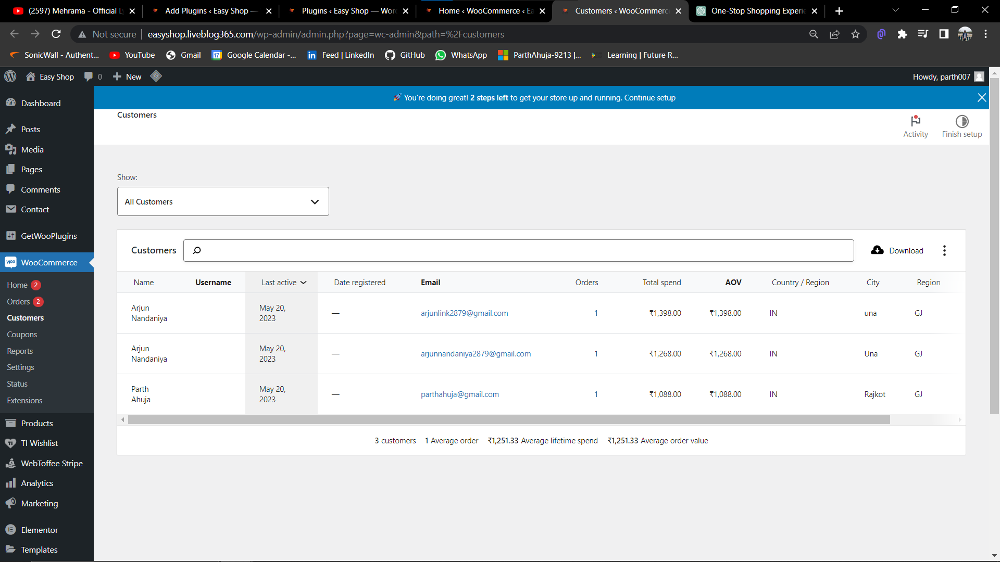 (2597) Mehrama - Official L
Add Plugins ‹ Easy Shop —
Plugins ‹ Easy Shop — Wor
Home ‹ WooCommerce ‹ Ea
Customers ‹ WooCommerce
One-Stop Shopping Experie
Not secure | easyshop.liveblog365.com/wp-admin/admin.php?page=wc-admin&path=%2Fcustomers
SonicWall - Authent...
YouTube
Gmail
17
Google Calendar -...
Feed | LinkedIn
GitHub
WhatsApp
ParthAhuja-9213 |...
Learning | Future R...
Easy Shop
0
New
Howdy, parth007
🚀 You're doing great! 2 steps left to get your store up and running. Continue setup
Dashboard
Posts
Media
Pages
Comments
Contact
GetWooPlugins
Woo WooCommerce
Home 2
Orders 2
Customers
Coupons
Reports
Settings
Status
Extensions
Products
TI Wishlist
WebToffee Stripe
Analytics
Marketing
Elementor
Templates
Customers
Activity
Finish setup
Show:
All Customers
Customers
Download
Name Username Last active Date registered Email Orders Total spend AOV Country / Region City Region
Arjun Nandaniya May 20, 2023 — arjunlink2879@gmail.com 1 ₹1,398.00 ₹1,398.00 IN una GJ
Arjun Nandaniya May 20, 2023 — arjunnandaniya2879@gmail.com 1 ₹1,268.00 ₹1,268.00 IN Una GJ
Parth Ahuja May 20, 2023 — parthahuja@gmail.com 1 ₹1,088.00 ₹1,088.00 IN Rajkot GJ
3 customers 1 Average order ₹1,251.33 Average lifetime spend ₹1,251.33 Average order value